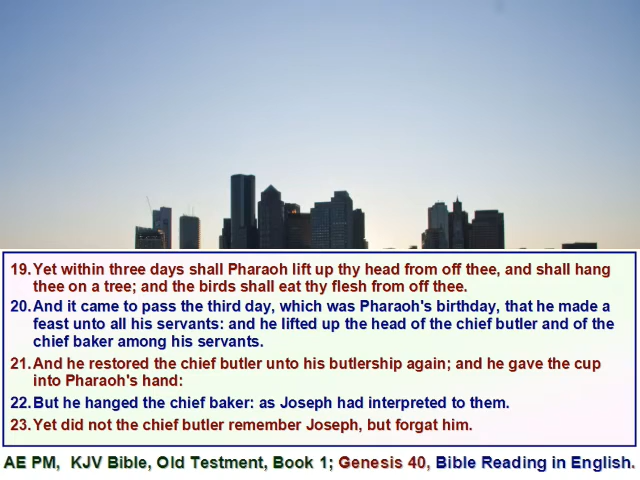 19. Yet within three days shall Pharaoh lift up thy head from off thee, and shall hang
thee on a tree; and the birds shall eat thy flesh from off thee.
20. And it came to pass the third day, which was Pharaoh's birthday, that he made a
feast unto all his servants: and he lifted up the head of the chief butler and of the
chief baker among his servants.
21. And he restored the chief butler unto his butlership again; and he gave the cup
into Pharaoh's hand:
22. But he hanged the chief baker: as Joseph had interpreted to them.
23. Yet did not the chief butler remember Joseph, but forgat him.
AE PM, KJV Bible, Old Testment, Book 1; Genesis 40, Bible Reading in English.